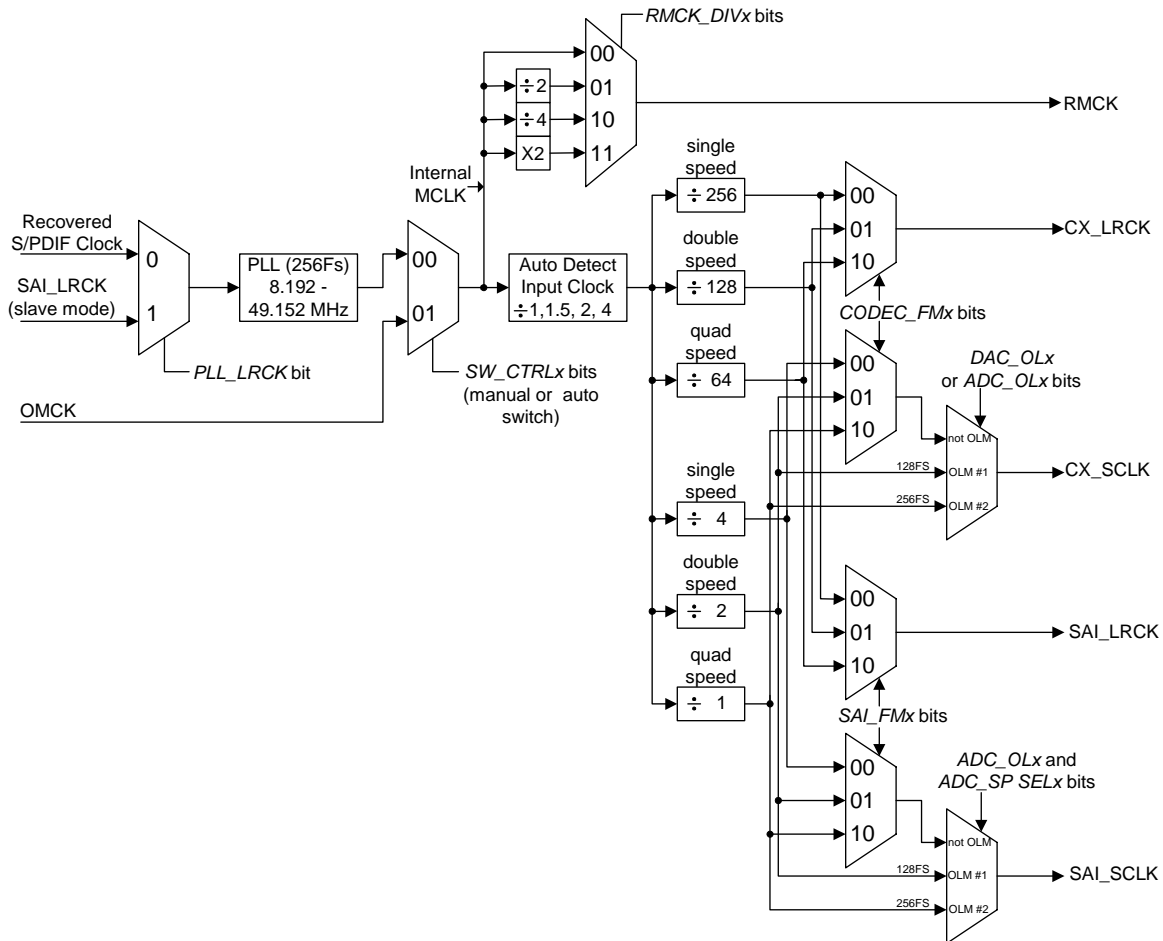 RMCK_DIVx bits
00
÷2
01
÷4
10
X2
11
RMCK
Internal
MCLK
Recovered
S/PDIF Clock
0
SAI_LRCK
(slave mode)
1
PLL_LRCK bit
OMCK
PLL (256Fs)
8.192 -
49.152 MHz
00
01
SW_CTRLx bits
(manual or auto
switch)
Auto Detect
Input Clock
÷1,1.5, 2, 4
single
speed
÷ 256
double
speed
÷ 128
quad
speed
÷ 64
single
speed
÷ 4
double
speed
÷ 2
quad
speed
÷ 1
00
01
10
CX_LRCK
CODEC_FMx bits
00
01
10
DAC_OLx
or ADC_OLx bits
not OLM
128FS
OLM #1
256FS
OLM #2
CX_SCLK
00
01
10
SAI_LRCK
SAI_FMx bits
00
01
10
ADC_OLx and
ADC_SP SELx bits
not OLM
128FS
OLM #1
256FS
OLM #2
SAI_SCLK